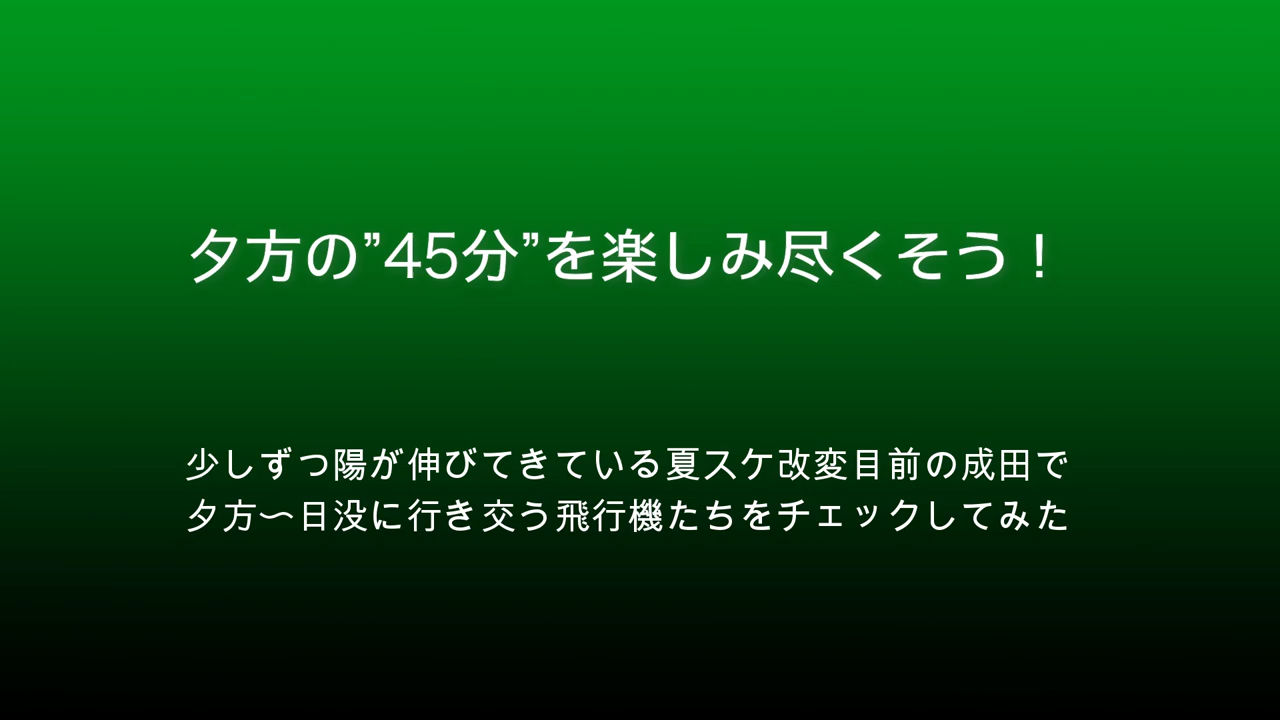 夕方の”45分”を楽しみ尽くそう！
少しずつ陽が伸びてきている夏スケ改変目前の成田で
夕方〜日没に行き交う飛行機たちをチェックしてみた